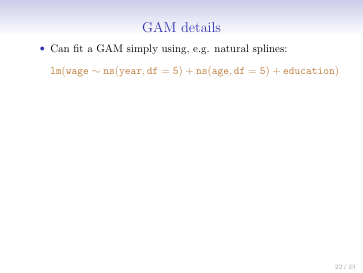 GAM details
• Can fit a GAM simply using, e.g. natural splines:
lm(wage ∼ ns(year, df = 5) + ns(age, df = 5) + education)
22 / 23